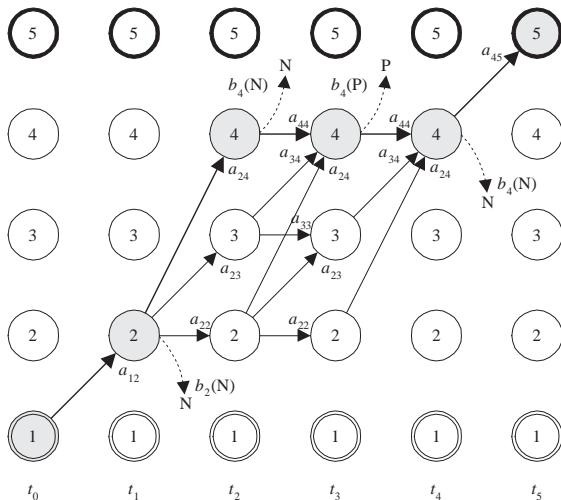 5 5 5 5 5 5
a₄₅
N P
b₄(N) b₄(P)
4 4 4 4 4 4
a₄₄ a₄₄
a₃₄ a₃₄
a₂₄ a₂₄ a₂₄
b₄(N)
N
3 3 3 3 3 3
a₃₃
a₂₃ a₂₃
2 2 2 2 2 2
a₂₂ a₂₂
a₁₂
b₂(N)
N
1 1 1 1 1 1
t₀ t₁ t₂ t₃ t₄ t₅